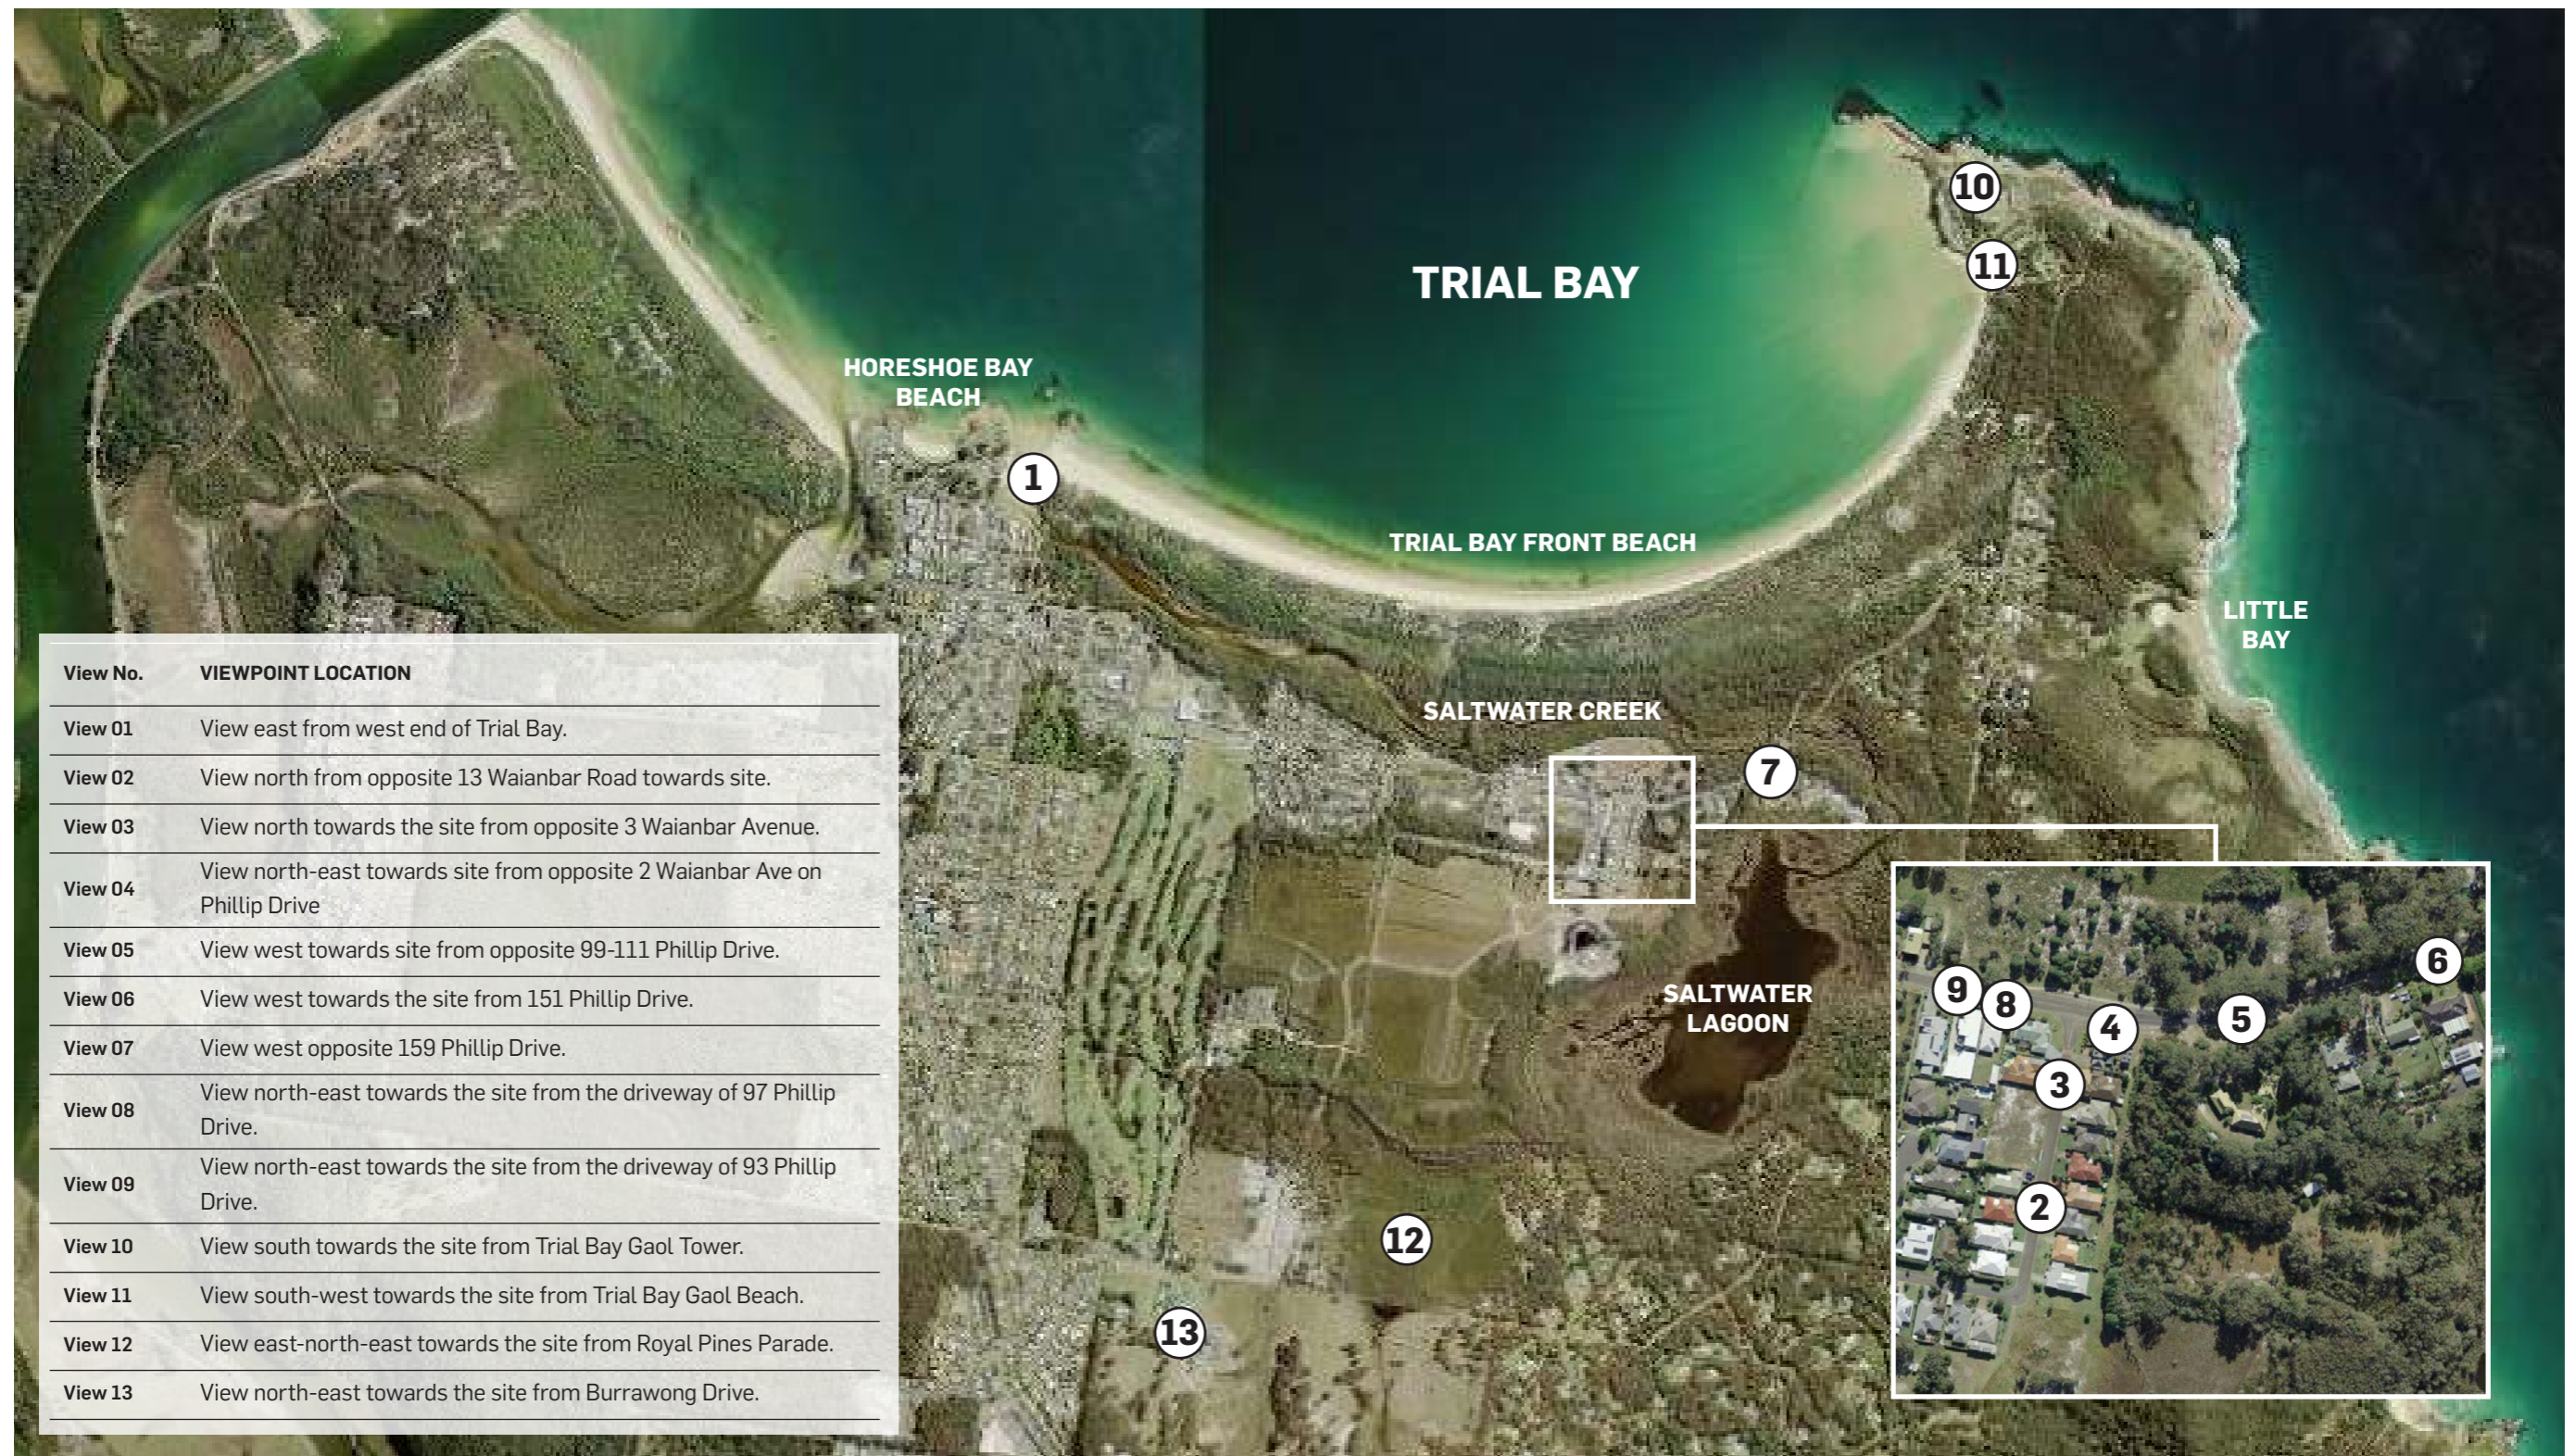 10
11
TRIAL BAY
HORESHOE BAY
BEACH
1
TRIAL BAY FRONT BEACH
LITTLE
BAY
SALTWATER CREEK
7
SALTWATER
LAGOON
12
13
View No. VIEWPOINT LOCATION
View 01 View east from west end of Trial Bay.
View 02 View north from opposite 13 Waianbar Road towards site.
View 03 View north towards the site from opposite 3 Waianbar Avenue.
View 04 View north-east towards site from opposite 2 Waianbar Ave on
Phillip Drive
View 05 View west towards site from opposite 99-111 Phillip Drive.
View 06 View west towards the site from 151 Phillip Drive.
View 07 View west opposite 159 Phillip Drive.
View 08 View north-east towards the site from the driveway of 97 Phillip
Drive.
View 09 View north-east towards the site from the driveway of 93 Phillip
Drive.
View 10 View south towards the site from Trial Bay Gaol Tower.
View 11 View south-west towards the site from Trial Bay Gaol Beach.
View 12 View east-north-east towards the site from Royal Pines Parade.
View 13 View north-east towards the site from Burrawong Drive.
6
9
8
5
4
3
2